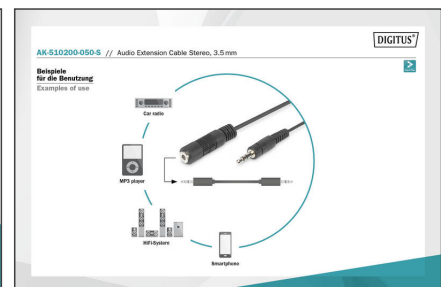 DIGITUS®
AK-510200-050-S // Audio Extension Cable Stereo, 3.5 mm
Beispiele
für die Benutzung
Examples of use
Car radio
MP3 player
HiFi-System
Smartphone